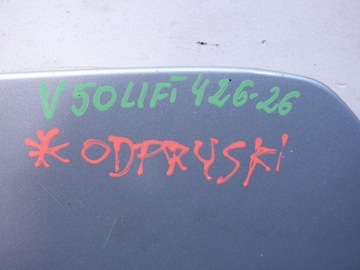 V50LIFT 426-26
* ODPRYSKI